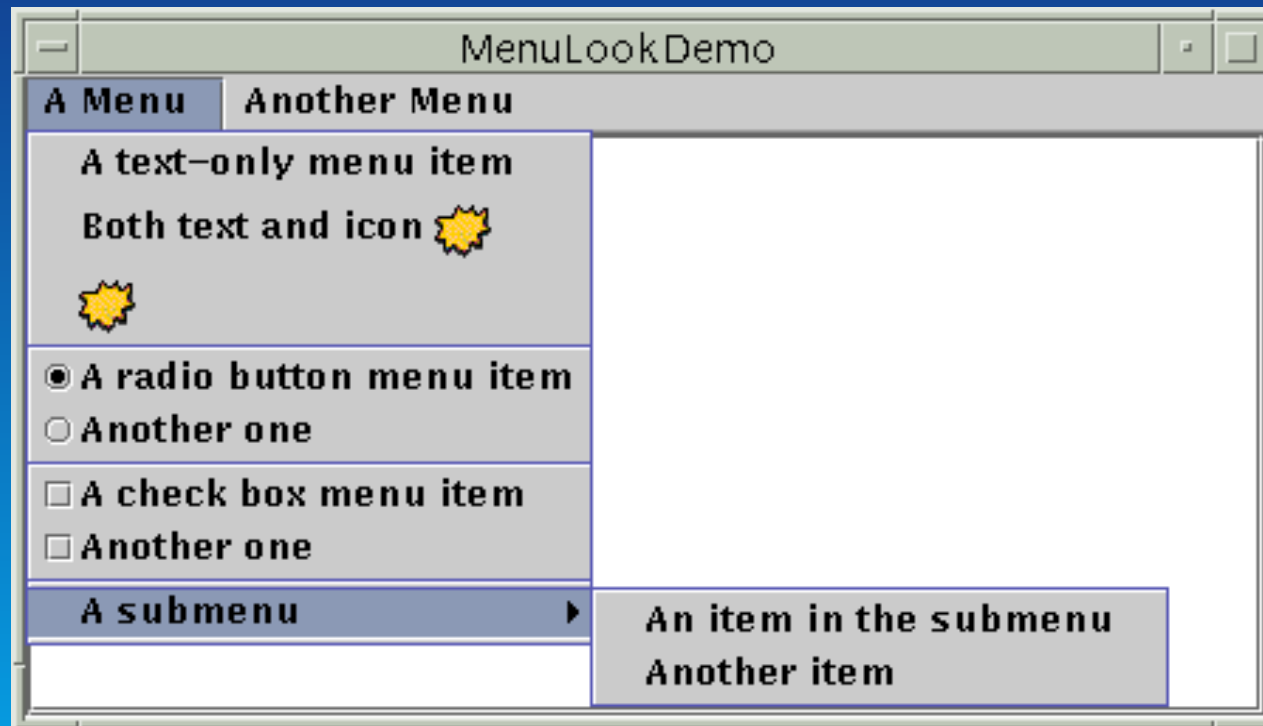 MenuLookDemo
A Menu Another Menu
A text-only menu item
Both text and icon
A radio button menu item
Another one
A check box menu item
Another one
A submenu
An item in the submenu
Another item